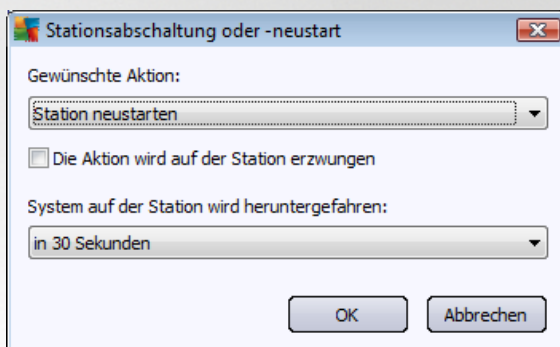 Stationsabschaltung oder -neustart
Gewünschte Aktion:
Station neustarten
Die Aktion wird auf der Station erzwungen
System auf der Station wird heruntergefahren:
in 30 Sekunden
OK
Abbrechen